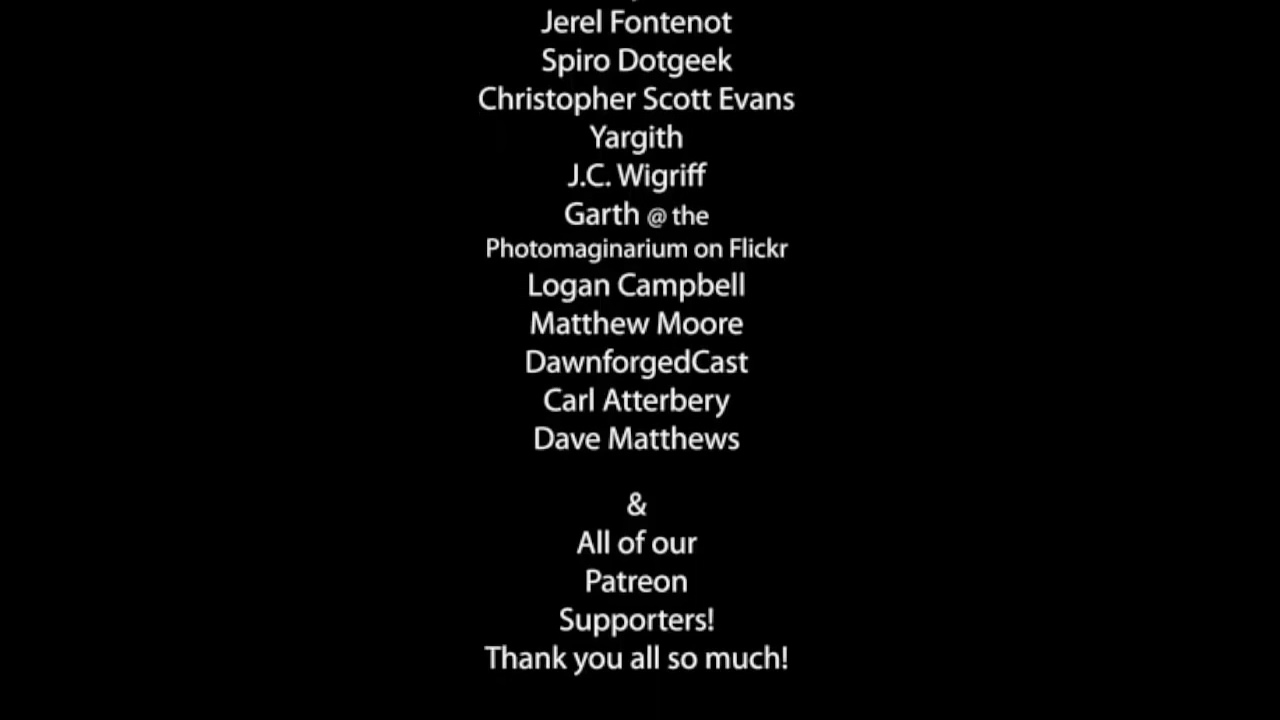 Jerel Fontenot
Spiro Dotgeek
Christopher Scott Evans
Yargith
J.C. Wigriff
Garth @ the
Photomaginarium on Flickr
Logan Campbell
Matthew Moore
DawnforgedCast
Carl Atterbery
Dave Matthews
&
All of our
Patreon
Supporters!
Thank you all so much!